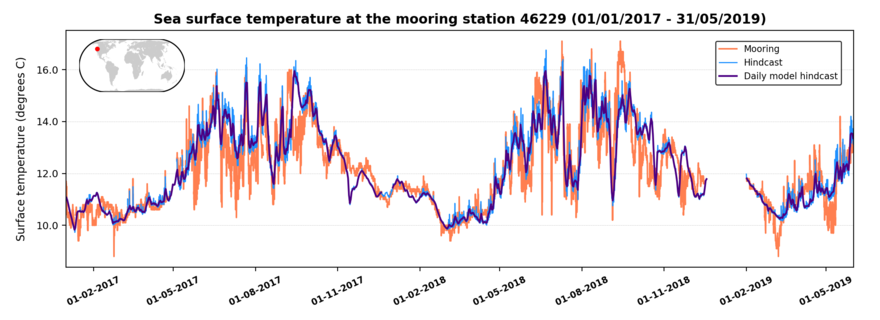 Sea surface temperature at the mooring station 46229 (01/01/2017 - 31/05/2019)
Surface temperature (degrees C)
16.0
14.0
12.0
10.0
Mooring
Hindcast
Daily model hindcast
01-02-2017
01-05-2017
01-08-2017
01-11-2017
01-02-2018
01-05-2018
01-08-2018
01-11-2018
01-02-2019
01-05-2019